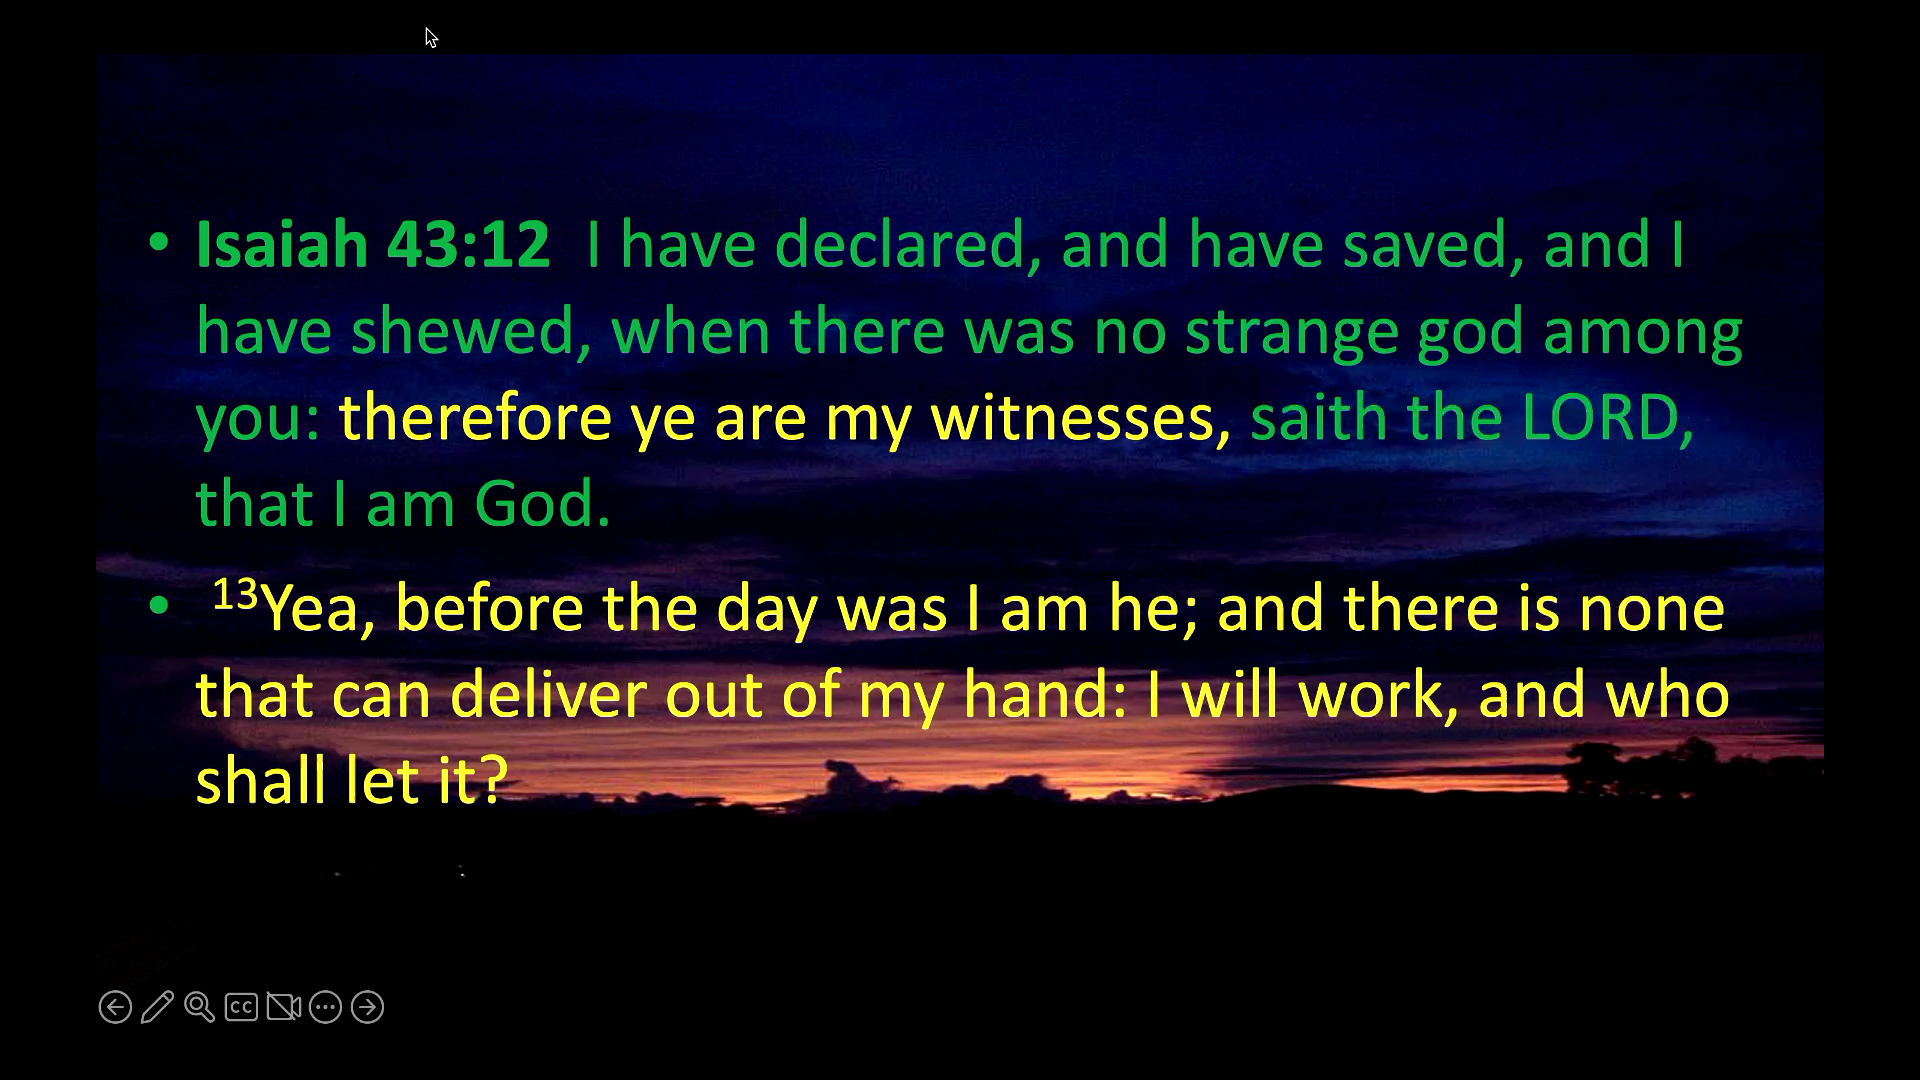 • Isaiah 43:12  I have declared, and have saved, and I
have shewed, when there was no strange god among
you: therefore ye are my witnesses, saith the LORD,
that I am God.
• 13Yea, before the day was I am he; and there is none
that can deliver out of my hand: I will work, and who
shall let it?
CC